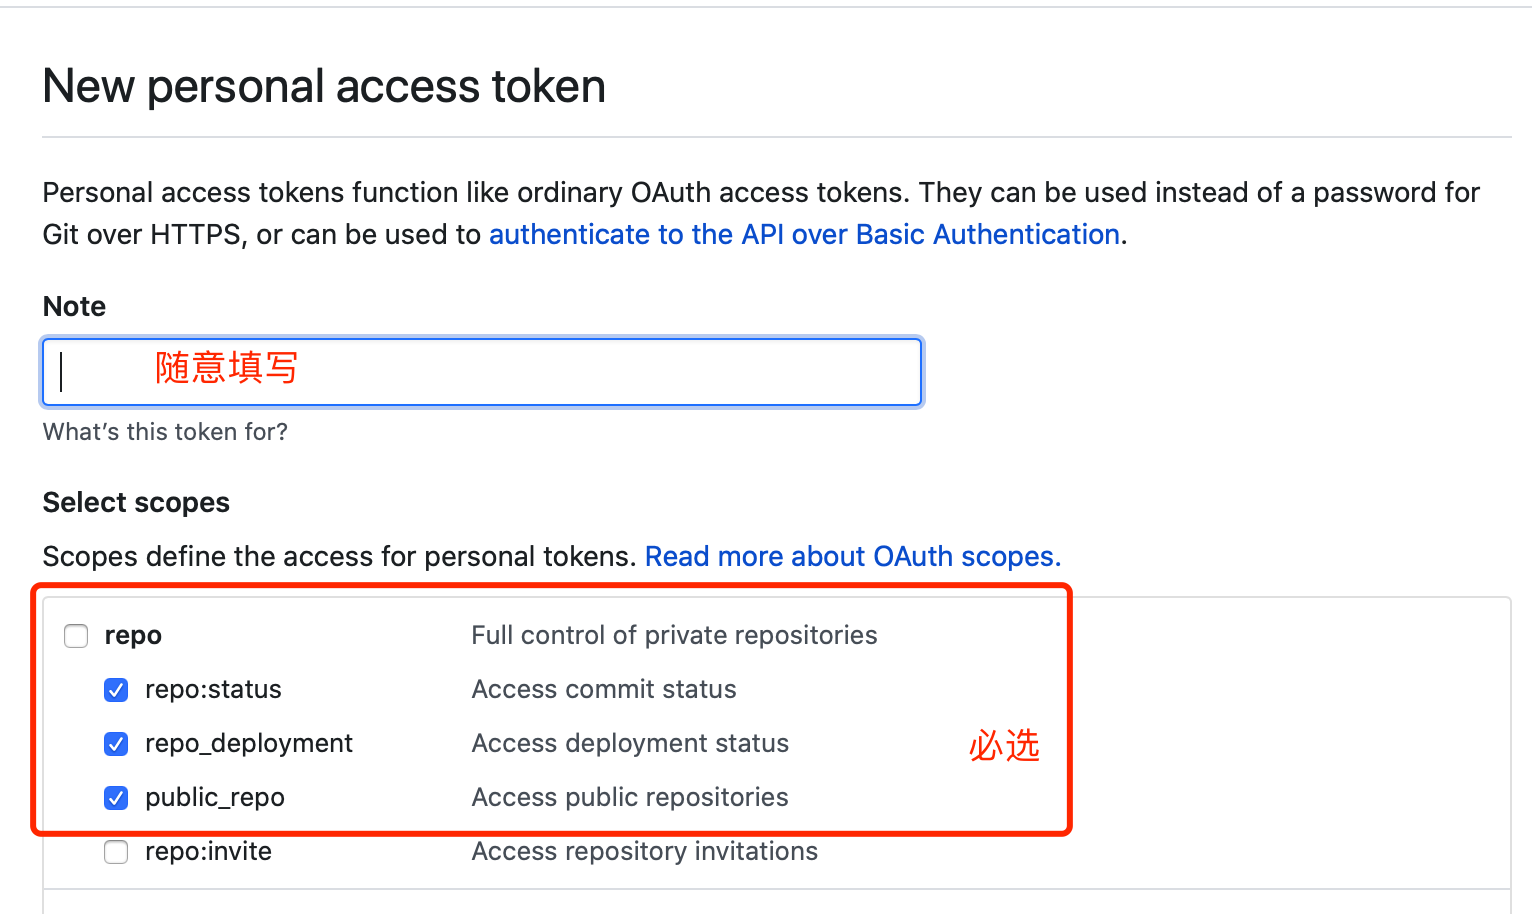 New personal access token
Personal access tokens function like ordinary OAuth access tokens. They can be used instead of a password for
Git over HTTPS, or can be used to authenticate to the API over Basic Authentication.
Note
随意填写
What’s this token for?
Select scopes
Scopes define the access for personal tokens. Read more about OAuth scopes.
repo Full control of private repositories
repo:status Access commit status
repo_deployment Access deployment status
必选
public_repo Access public repositories
repo:invite Access repository invitations